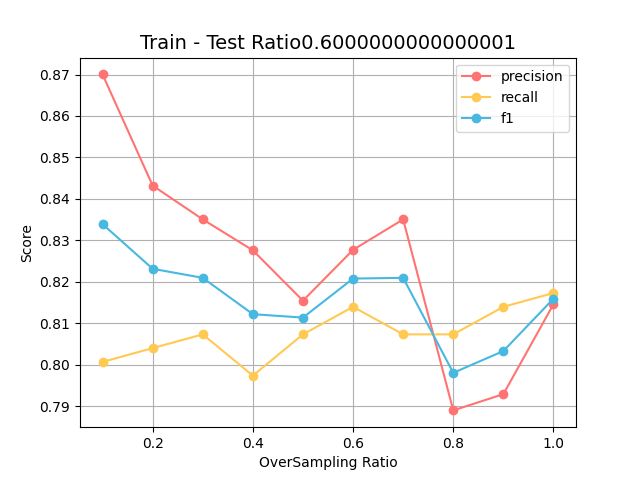 Train - Test Ratio0.6000000000000001
precision
recall
f1
0.87
0.86
0.85
0.84
0.83
0.82
0.81
0.80
0.79
Score
0.2 0.4 0.6 0.8 1.0
OverSampling Ratio